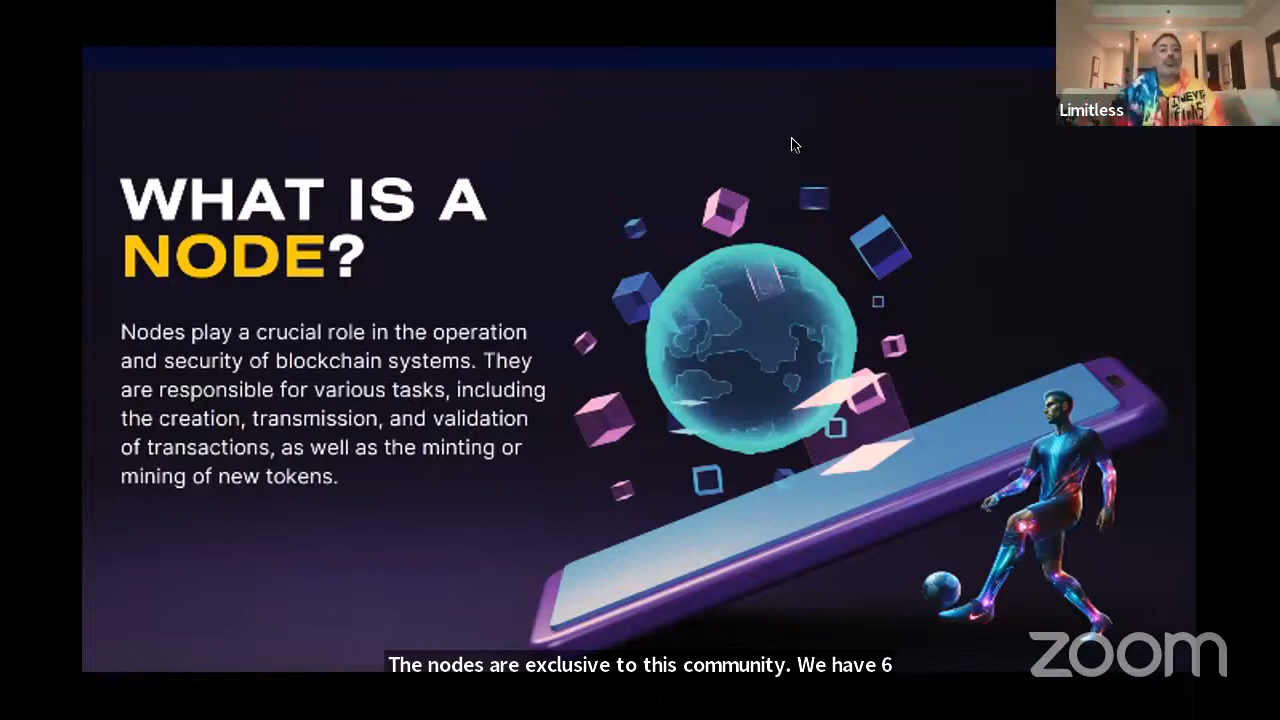 Limitless
WHAT IS A
NODE?
Nodes play a crucial role in the operation
and security of blockchain systems. They
are responsible for various tasks, including
the creation, transmission, and validation
of transactions, as well as the minting or
mining of new tokens.
The nodes are exclusive to this community. We have 6
zoom